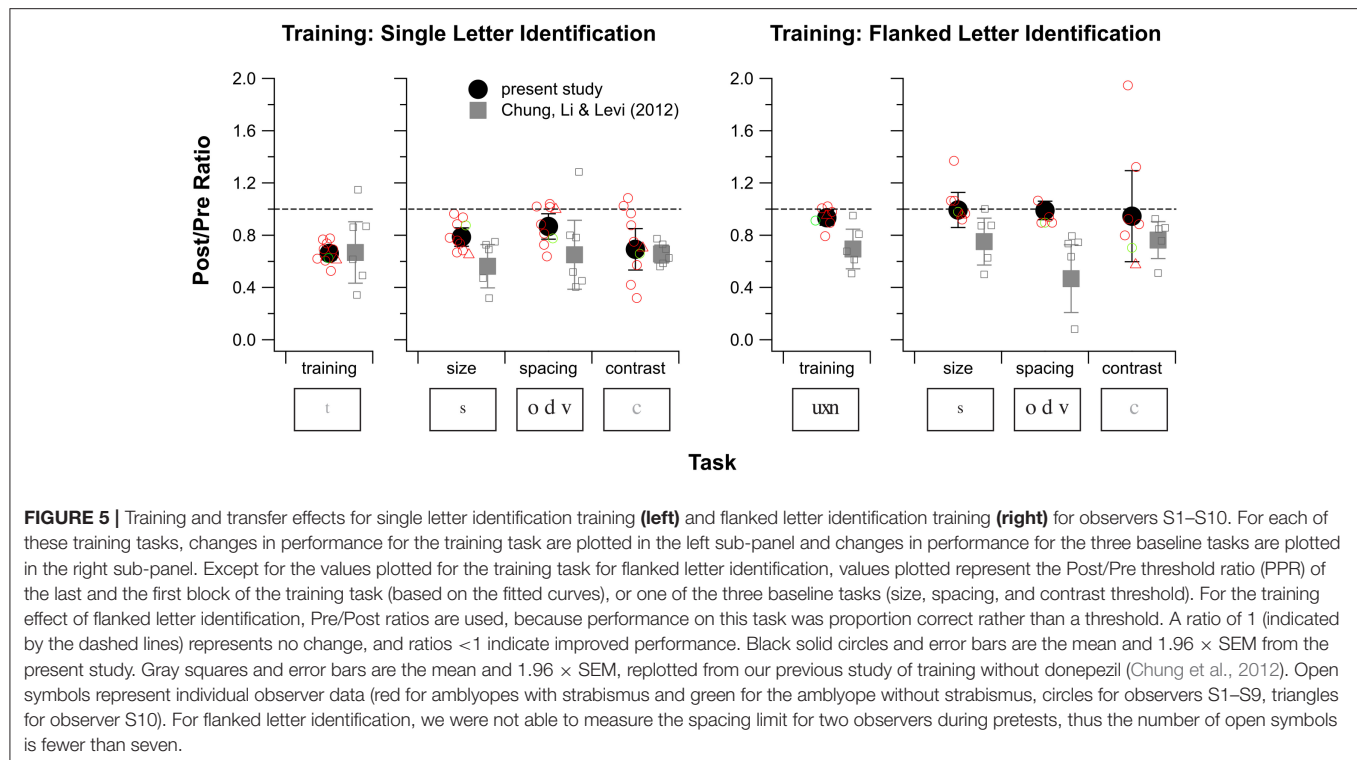 Training: Single Letter Identification
Training: Flanked Letter Identification
Post/Pre Ratio
2.0
1.6
1.2
0.8
0.4
0.0
present study
Chung, Li & Levi (2012)
2.0
1.6
1.2
0.8
0.4
0.0
training
size
spacing
contrast
training
size
spacing
contrast
t
s
o d v
c
uxn
s
o d v
c
Task
FIGURE 5 | Training and transfer effects for single letter identification training (left) and flanked letter identification training (right) for observers S1–S10. For each of
these training tasks, changes in performance for the training task are plotted in the left sub-panel and changes in performance for the three baseline tasks are plotted
in the right sub-panel. Except for the values plotted for the training task for flanked letter identification, values plotted represent the Post/Pre threshold ratio (PPR) of
the last and the first block of the training task (based on the fitted curves), or one of the three baseline tasks (size, spacing, and contrast threshold). For the training
effect of flanked letter identification, Pre/Post ratios are used, because performance on this task was proportion correct rather than a threshold. A ratio of 1 (indicated
by the dashed lines) represents no change, and ratios <1 indicate improved performance. Black solid circles and error bars are the mean and 1.96 × SEM from the
present study. Gray squares and error bars are the mean and 1.96 × SEM, replotted from our previous study of training without donepezil (Chung et al., 2012). Open
symbols represent individual observer data (red for amblyopes with strabismus and green for the amblyope without strabismus, circles for observers S1–S9, triangles
for observer S10). For flanked letter identification, we were not able to measure the spacing limit for two observers during pretests, thus the number of open symbols
is fewer than seven.